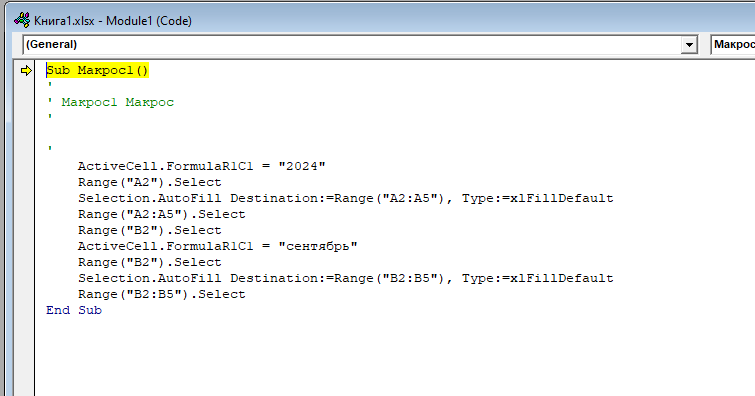 Книга1.xlsx - Module1 (Code)
(General)
Макрос
Sub Макрос1()
'
' Макрос1 Макрос
'
'
ActiveCell.FormulaR1C1 = "2024"
Range("A2").Select
Selection.AutoFill Destination:=Range("A2:A5"), Type:=xlFillDefault
Range("A2:A5").Select
Range("B2").Select
ActiveCell.FormulaR1C1 = "сентябрь"
Range("B2").Select
Selection.AutoFill Destination:=Range("B2:B5"), Type:=xlFillDefault
Range("B2:B5").Select
End Sub